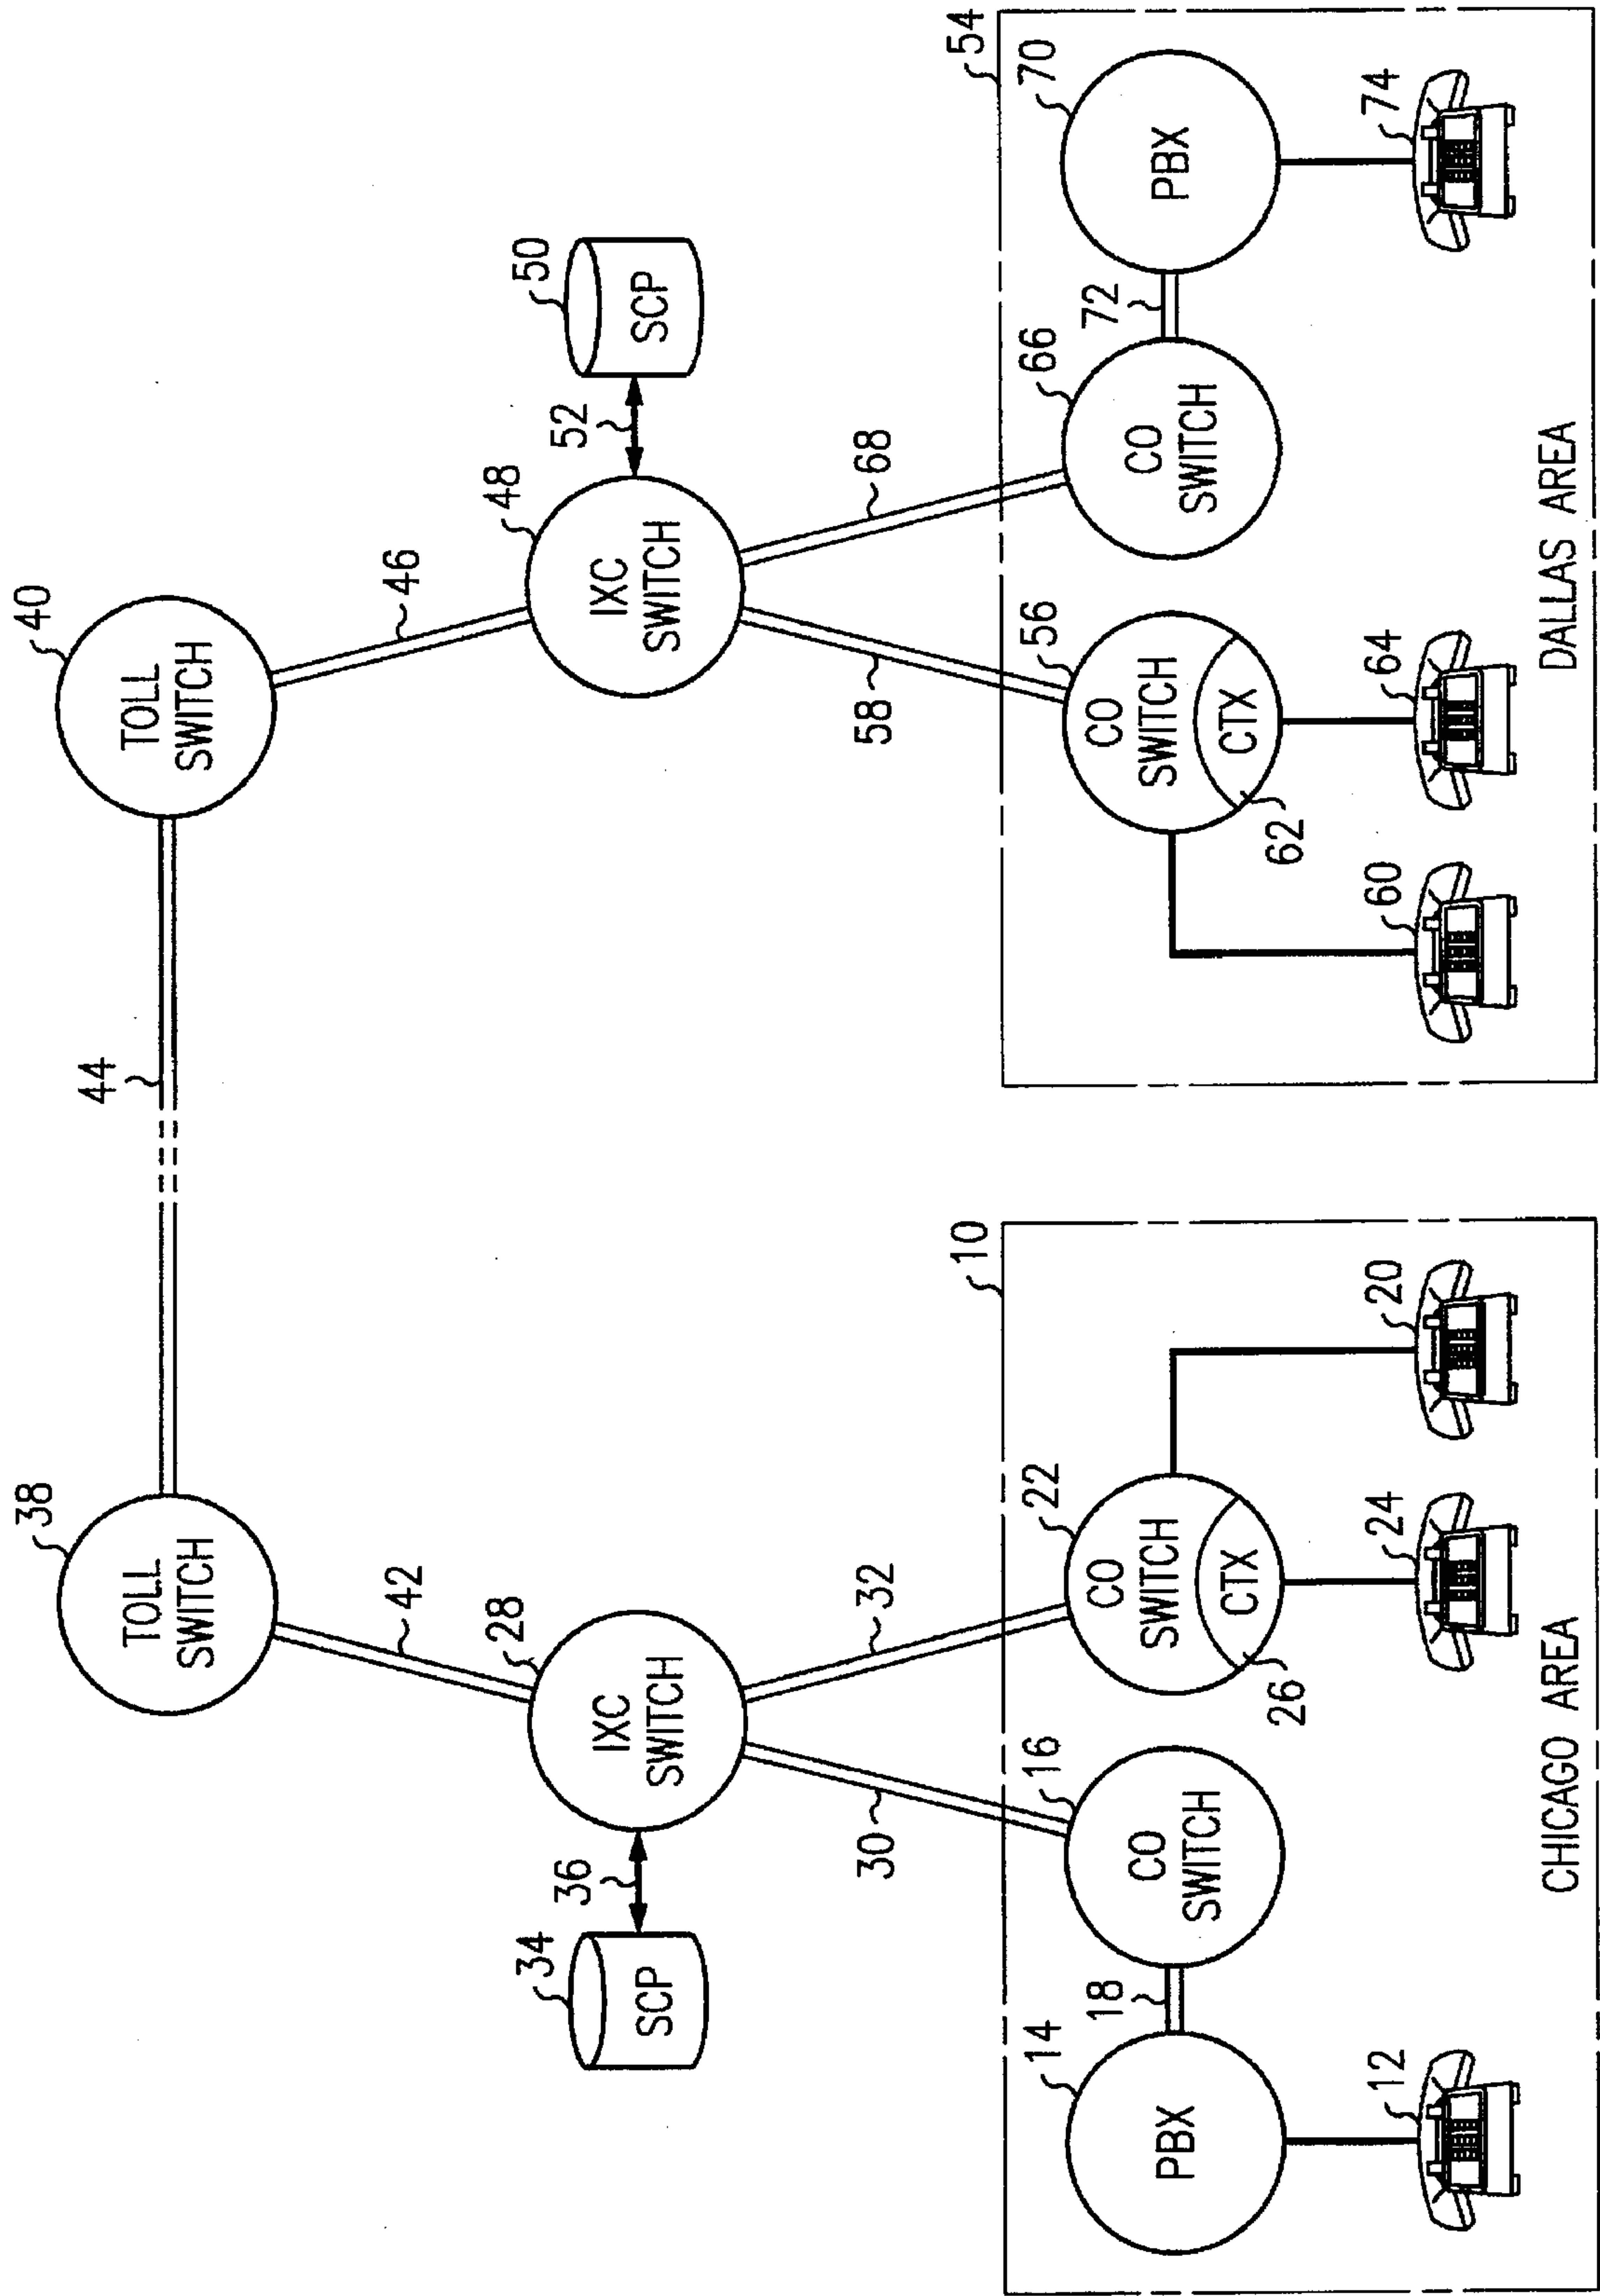 38
TOLL
SWITCH
44
40
TOLL
SWITCH
42
46
34
SCP
36
28
IXC
SWITCH
48
IXC
SWITCH
52
50
SCP
30
32
58
68
10
54
14
PBX
18
16
CO
SWITCH
22
CO
SWITCH
CTX
26
56
CO
SWITCH
CTX
62
66
CO
SWITCH
72
70
PBX
12
24
20
60
64
74
CHICAGO AREA
DALLAS AREA